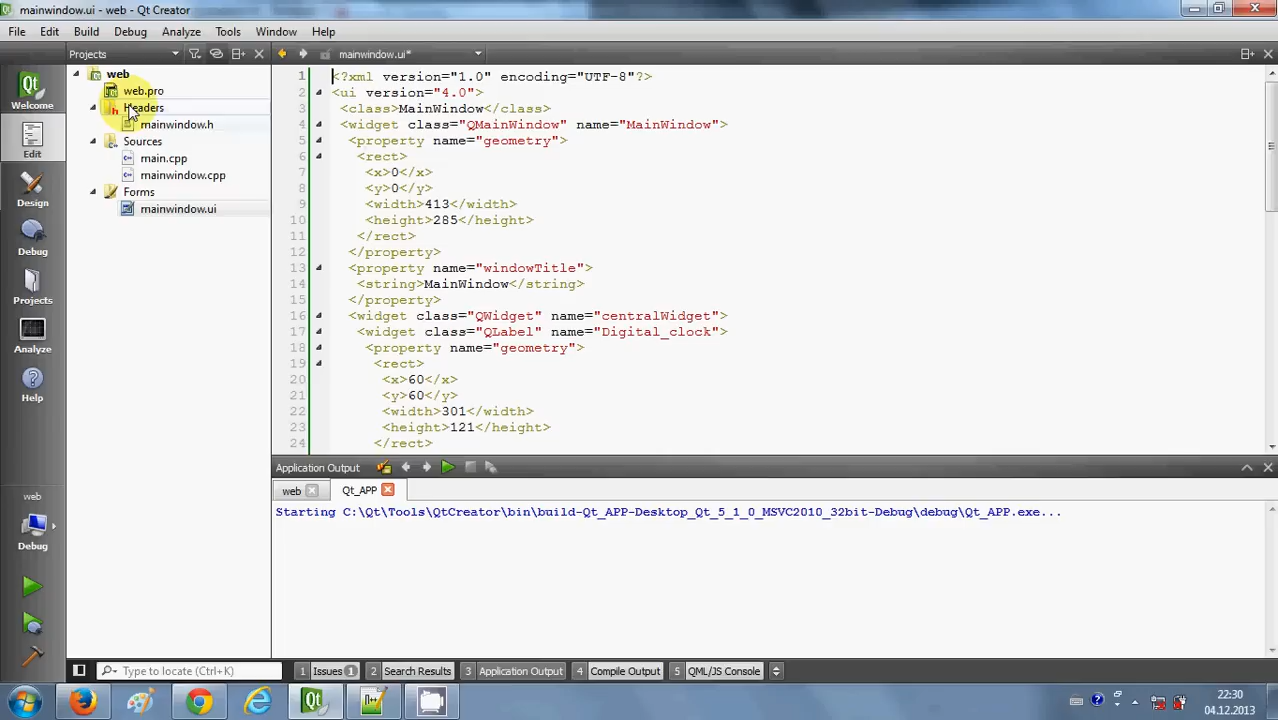 mainwindow.ui - web - Qt Creator
File Edit Build Debug Analyze Tools Window Help
Projects
mainwindow.ui*
Welcome
Edit
Design
Debug
Projects
Analyze
Help
web
Debug
web
web.pro
Headers
mainwindow.h
Sources
main.cpp
mainwindow.cpp
Forms
mainwindow.ui
1 <?xml version="1.0" encoding="UTF-8"?>
2 <ui version="4.0">
3 <class>MainWindow</class>
4 <widget class="QMainWindow" name="MainWindow">
5 <property name="geometry">
6 <rect>
7 <x>0</x>
8 <y>0</y>
9 <width>413</width>
10 <height>285</height>
11 </rect>
12 </property>
13 <property name="windowTitle">
14 <string>MainWindow</string>
15 </property>
16 <widget class="QWidget" name="centralWidget">
17 <widget class="QLabel" name="Digital_clock">
18 <property name="geometry">
19 <rect>
20 <x>60</x>
21 <y>60</y>
22 <width>301</width>
23 <height>121</height>
24 </rect>
Application Output
web Qt_APP
Starting C:\Qt\Tools\QtCreator\bin\build-Qt_APP-Desktop_Qt_5_1_0_MSVC2010_32bit-Debug\debug\Qt_APP.exe...
Type to locate (Ctrl+K) 1 Issues 1 2 Search Results 3 Application Output 4 Compile Output 5 QML/JS Console
22:30
04.12.2013